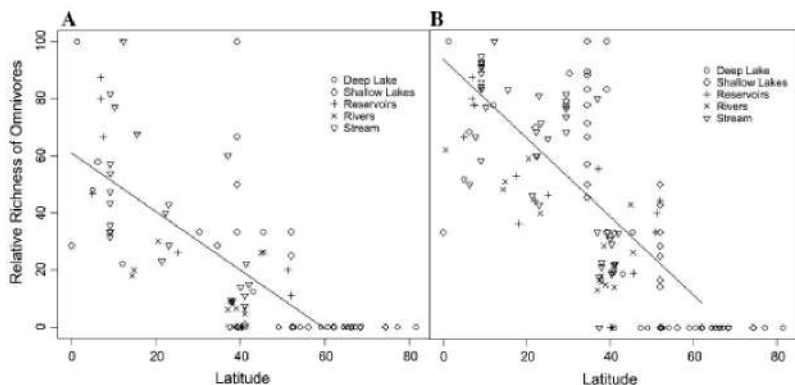 A
B
100
80
60
40
20
0
Relative Richness of Omnivores
Deep Lake
Shallow Lakes
Reservoirs
Rivers
Stream
Deep Lake
Shallow Lakes
Reservoirs
Rivers
Stream
0 20 40 60 80
0 20 40 60 80
Latitude
Latitude